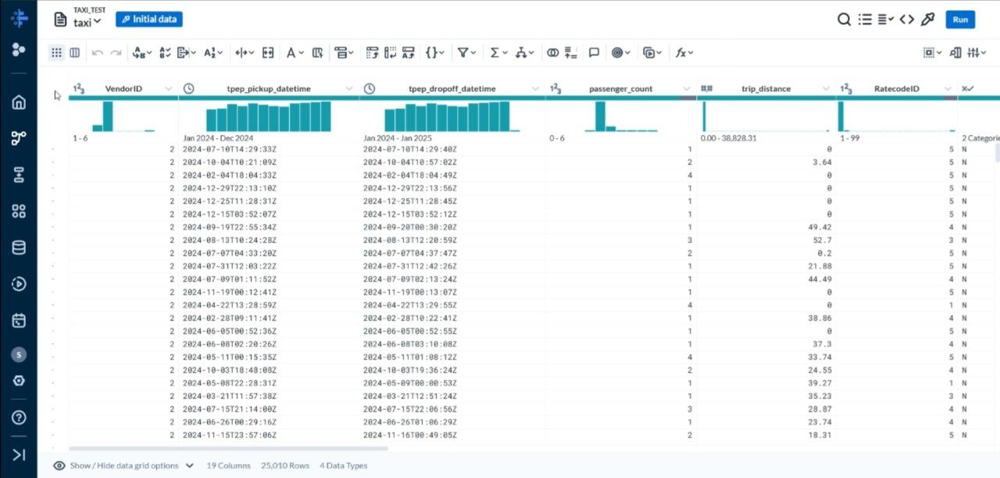 TAXI_TEST
taxi
Initial data
Run
VendorID tpep_pickup_datetime tpep_dropoff_datetime passenger_count trip_distance RatecodeID
1 - 6 Jan 2024 - Dec 2024 Jan 2024 - Jan 2025 0 - 6 0.00 - 38,828.31 1 - 99 2 Categorie
2 2024-07-10T14:29:33Z 2024-07-10T14:29:40Z 1 0 5 N
2 2024-10-04T10:21:09Z 2024-10-04T10:57:02Z 2 3.64 5 N
2 2024-02-04T18:04:33Z 2024-02-04T18:04:49Z 4 0 5 N
2 2024-12-29T22:13:10Z 2024-12-29T22:13:56Z 1 0 5 N
2 2024-12-25T11:28:31Z 2024-12-25T11:28:45Z 1 0 5 N
2 2024-12-15T03:52:07Z 2024-12-15T03:52:12Z 1 0 5 N
2 2024-09-19T22:55:34Z 2024-09-20T00:30:20Z 1 49.42 4 N
2 2024-08-13T10:24:28Z 2024-08-13T12:20:59Z 3 52.7 3 N
2 2024-07-07T04:33:20Z 2024-07-07T04:37:47Z 2 0.2 5 N
2 2024-07-31T12:03:22Z 2024-07-31T12:42:26Z 1 21.88 5 N
2 2024-07-09T01:11:52Z 2024-07-09T02:13:24Z 1 44.49 4 N
2 2024-11-19T00:12:41Z 2024-11-19T00:13:07Z 1 0 5 N
2 2024-04-22T13:28:59Z 2024-04-22T13:29:55Z 4 0 1 N
2 2024-02-28T09:11:41Z 2024-02-28T10:22:41Z 1 38.86 4 N
2 2024-06-05T00:52:36Z 2024-06-05T00:52:55Z 1 0 5 N
2 2024-06-08T02:20:26Z 2024-06-08T03:10:08Z 1 37.3 4 N
2 2024-05-11T00:15:35Z 2024-05-11T01:08:12Z 4 33.74 5 N
2 2024-10-03T18:48:08Z 2024-10-03T19:36:24Z 2 24.55 4 N
2 2024-05-08T22:28:31Z 2024-05-09T00:00:53Z 1 39.27 1 N
2 2024-03-21T11:57:38Z 2024-03-21T12:51:24Z 1 35.23 3 N
2 2024-07-15T21:14:00Z 2024-07-15T22:06:56Z 3 28.87 4 N
2 2024-06-26T00:29:16Z 2024-06-26T01:06:29Z 1 23.74 4 N
2 2024-11-15T23:57:06Z 2024-11-16T00:49:05Z 2 18.31 5 N
S
Show / Hide data grid options 19 Columns 25,010 Rows 4 Data Types